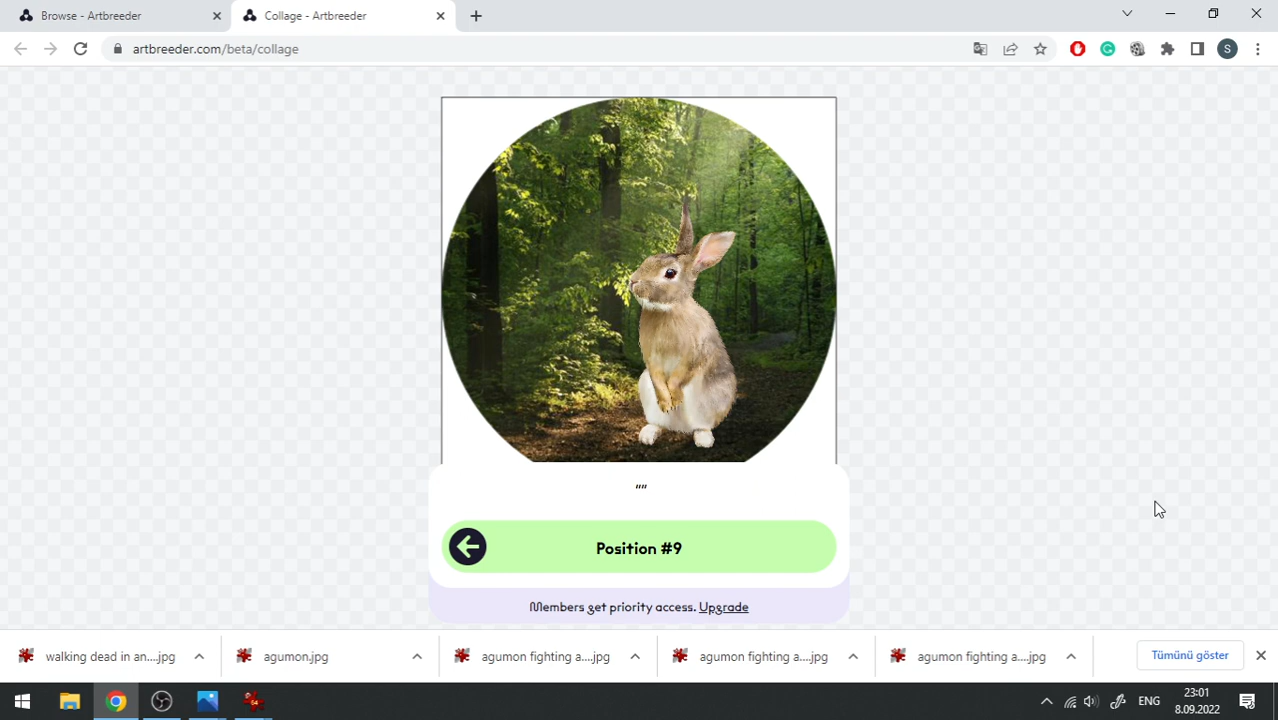 Browse - Artbreeder
Collage - Artbreeder
artbreeder.com/beta/collage
S
""
Position #9
Members get priority access. Upgrade
walking dead in an....jpg
agumon.jpg
agumon fighting a....jpg
agumon fighting a....jpg
agumon fighting a....jpg
Tümünü göster
64
ENG
23:01
8.09.2022